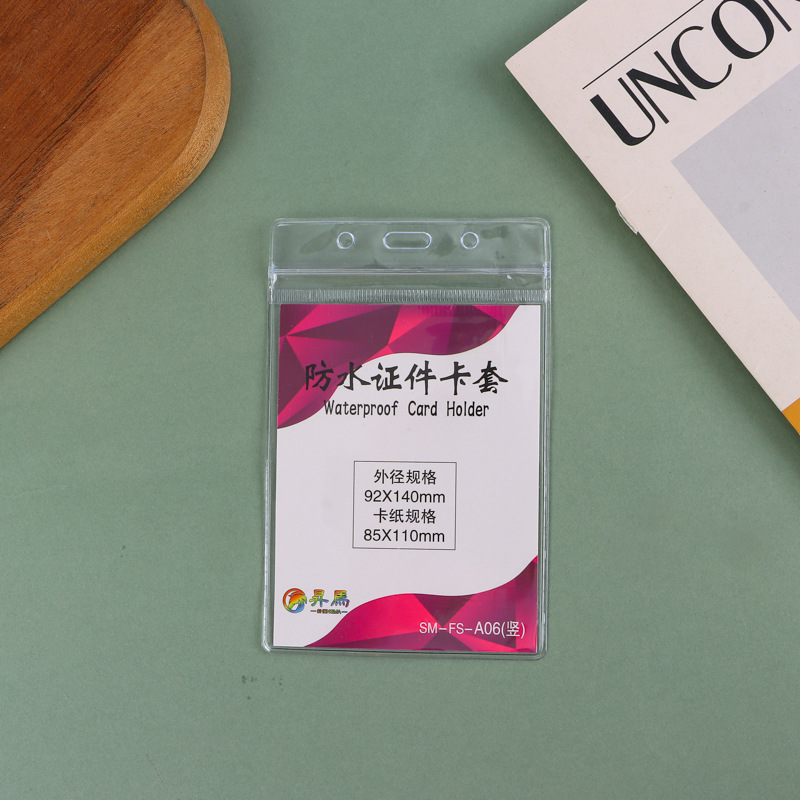 UNCON
防水证件卡套
Waterproof Card Holder
外径规格
92X140mm
卡纸规格
85X110mm
昇馬
SM-FS-A06(竖)